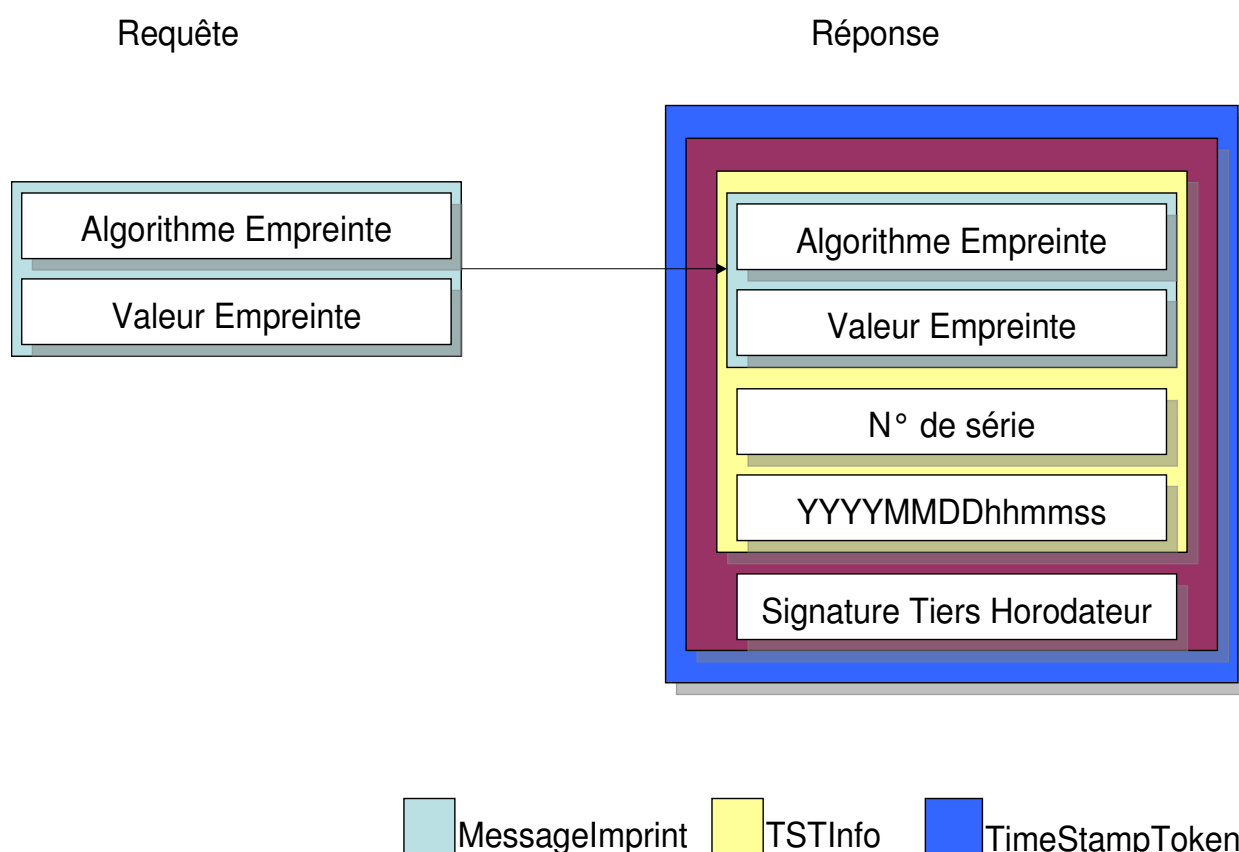 Requête
Réponse
Algorithme Empreinte
Valeur Empreinte
Algorithme Empreinte
Valeur Empreinte
N° de série
YYYYMMDDhhmmss
Signature Tiers Horodateur
MessageImprint
TSTInfo
TimeStampToken